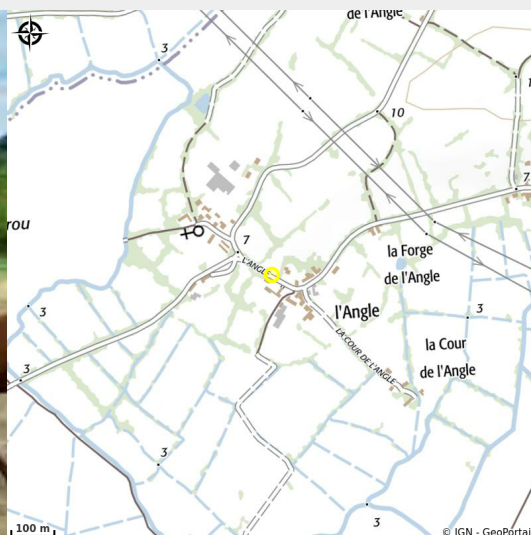 de l'Angle
3
10
7
rou
7
L'ANGLE
la Forge
de l'Angle
3
3
l'Angle
LA COUR DE L'ANGLE
la Cour
de l'Angle
3
3
3
100 m
© IGN - GeoPortai